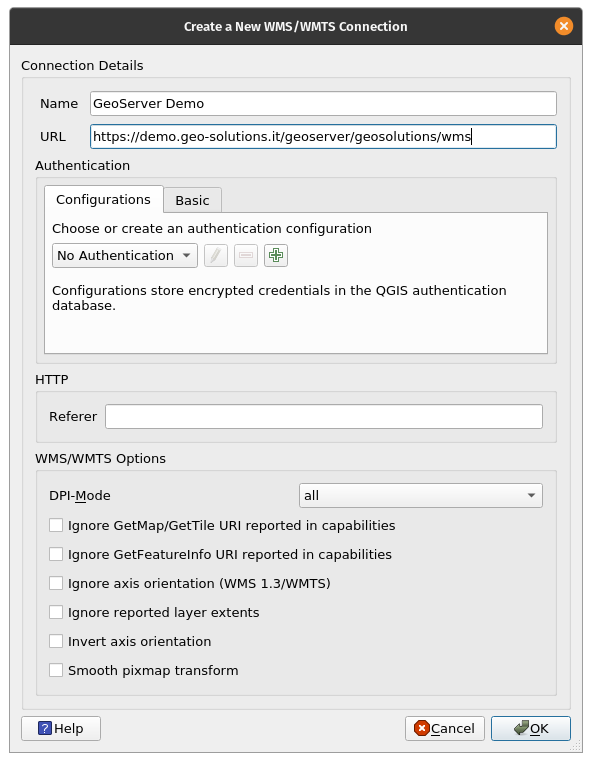 Create a New WMS/WMTS Connection
Connection Details
Name GeoServer Demo
URL https://demo.geo-solutions.it/geoserver/geosolutions/wms
Authentication
Configurations Basic
Choose or create an authentication configuration
No Authentication
Configurations store encrypted credentials in the QGIS authentication
database.
HTTP
Referer
WMS/WMTS Options
DPI-Mode all
Ignore GetMap/GetTile URI reported in capabilities
Ignore GetFeatureInfo URI reported in capabilities
Ignore axis orientation (WMS 1.3/WMTS)
Ignore reported layer extents
Invert axis orientation
Smooth pixmap transform
? Help Cancel OK